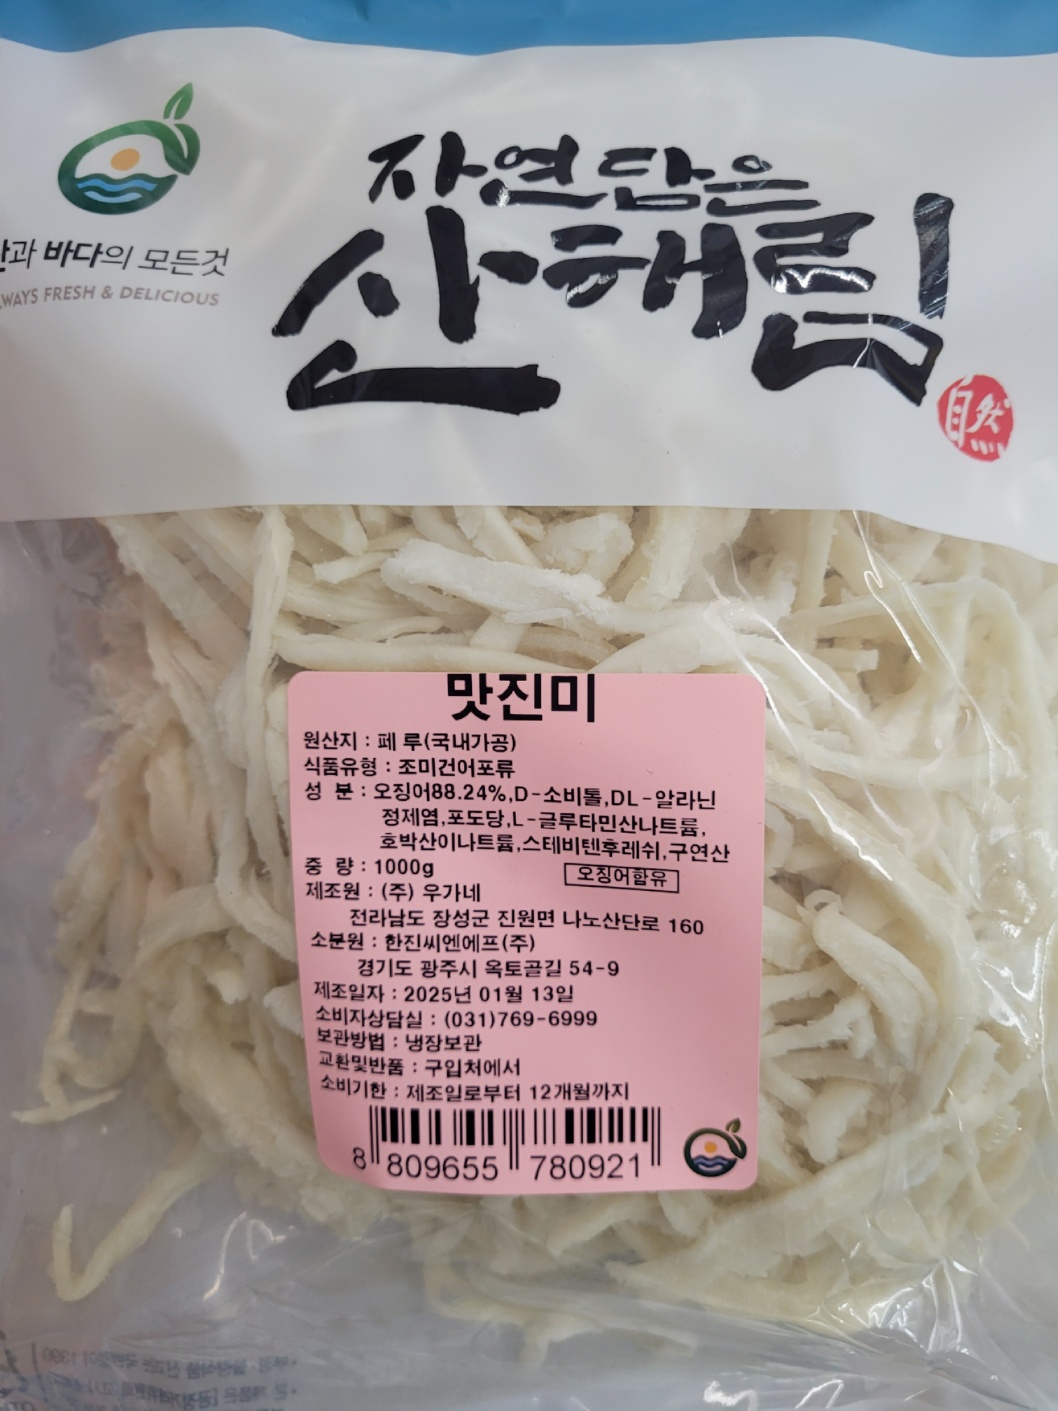 자연담은
산해림
自然
과 바다의 모든것
WAYS FRESH & DELICIOUS
맛진미
원산지 : 페 루(국내가공)
식품유형 : 조미건어포류
성 분 : 오징어88.24%,D-소비톨,DL-알라닌
정제염,포도당,L-글루타민산나트륨,
호박산이나트륨,스테비텐후레쉬,구연산
중 량 : 1000g
오징어함유
제조원 : (주) 우가네
전라남도 장성군 진원면 나노산단로 160
소분원 : 한진씨엔에프(주)
경기도 광주시 옥토골길 54-9
제조일자 : 2025년 01월 13일
소비자상담실 : (031)769-6999
보관방법 : 냉장보관
교환및반품 : 구입처에서
소비기한 : 제조일로부터 12개월까지
8 809655 780921